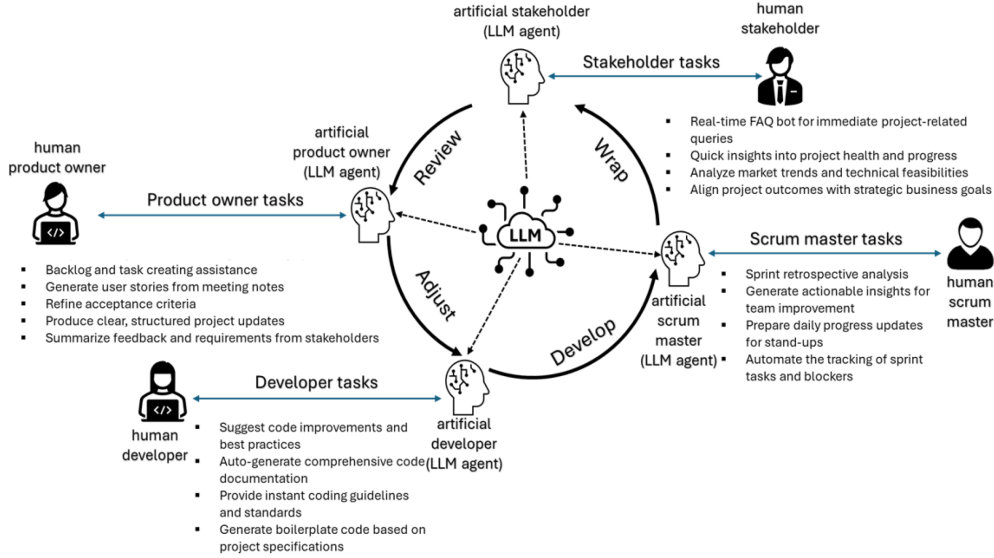 artificial stakeholder
(LLM agent)
human
stakeholder
Stakeholder tasks
▪ Real-time FAQ bot for immediate project-related
queries
▪ Quick insights into project health and progress
▪ Analyze market trends and technical feasibilities
▪ Align project outcomes with strategic business goals
Review
Wrap
artificial
product owner
(LLM agent)
human
product owner
Product owner tasks
▪ Backlog and task creating assistance
▪ Generate user stories from meeting notes
▪ Refine acceptance criteria
▪ Produce clear, structured project updates
▪ Summarize feedback and requirements from stakeholders
LLM
Scrum master tasks
artificial
scrum
master
(LLM agent)
human
scrum
master
▪ Sprint retrospective analysis
▪ Generate actionable insights for
team improvement
▪ Prepare daily progress updates
for stand-ups
▪ Automate the tracking of sprint
tasks and blockers
Adjust
Develop
Developer tasks
</>
</>
human
developer
artificial
developer
(LLM agent)
▪ Suggest code improvements and
best practices
▪ Auto-generate comprehensive code
documentation
▪ Provide instant coding guidelines
and standards
▪ Generate boilerplate code based on
project specifications